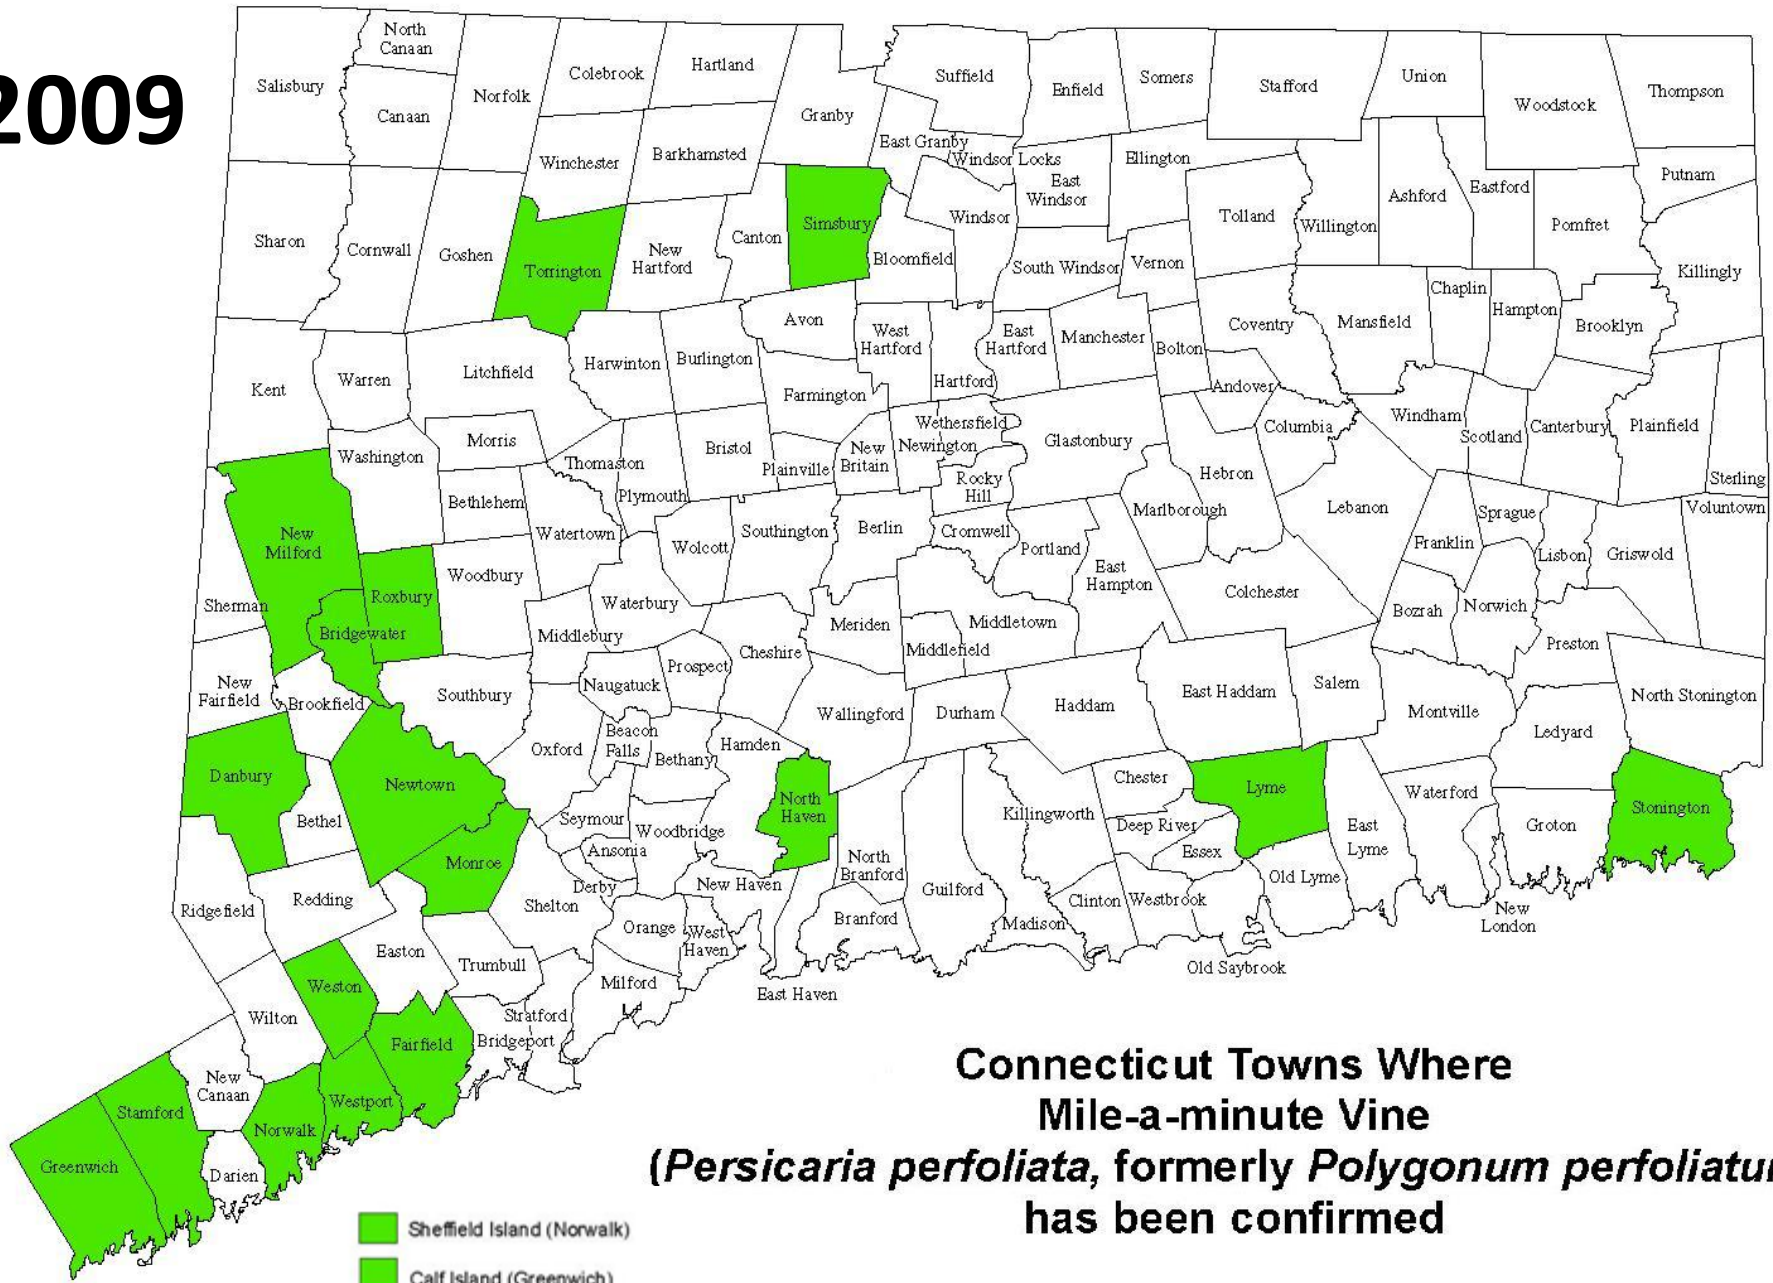 2009
North
Canaan
Salisbury
Canaan
Norfolk
Colebrook
Hartland
Granby
Suffield
Enfield
Somers
Stafford
Union
Woodstock
Thompson
Winchester
Barkhamsted
East Granby
Windsor Locks
East
Windsor
Ellington
Putnam
Sharon
Cornwall
Goshen
Torrington
New
Hartford
Canton
Simsbury
Bloomfield
Windsor
South Windsor
Vernon
Tolland
Willington
Ashford
Eastford
Pomfret
Killingly
Kent
Warren
Litchfield
Harwinton
Burlington
Avon
West
Hartford
Hartford
East
Hartford
Manchester
Bolton
Coventry
Andover
Mansfield
Chaplin
Hampton
Brooklyn
Farmington
Washington
Morris
Bethlehem
Thomaston
Plymouth
Bristol
Plainville
New
Britain
Newington
Wethersfield
Rocky
Hill
Glastonbury
Hebron
Columbia
Windham
Scotland
Canterbury
Plainfield
Sterling
New
Milford
Roxbury
Bridgewater
Woodbury
Watertown
Wolcott
Southington
Berlin
Cromwell
Portland
East
Hampton
Marlborough
Lebanon
Franklin
Sprague
Lisbon
Griswold
Voluntown
Sherman
Waterbury
Middlebury
Meriden
Middletown
Middlefield
Colchester
Bozrah
Norwich
Preston
New
Fairfield
Brookfield
Southbury
Naugatuck
Prospect
Cheshire
Wallingford
Durham
Haddam
East Haddam
Salem
Montville
Ledyard
North Stonington
Danbury
Bethel
Newtown
Monroe
Oxford
Beacon
Falls
Bethany
Hamden
North
Haven
Seymour
Ansonia
Woodbridge
Derby
New Haven
North
Branford
Guilford
Killingworth
Chester
Deep River
Essex
Lyme
East
Lyme
Waterford
Groton
Stonington
Ridgefield
Redding
Easton
Shelton
Trumbull
Orange
West
Haven
Branford
Madison
Clinton
Westbrook
Old Lyme
New
London
Old Saybrook
Wilton
Weston
Fairfield
Bridgeport
Stratford
Milford
East Haven
New
Canaan
Stamford
Greenwich
Darien
Norwalk
Westport
Connecticut Towns Where
Mile-a-minute Vine
(Persicaria perfoliata, formerly Polygonum perfoliatu
has been confirmed
Sheffield Island (Norwalk)
Calf Island (Greenwich)